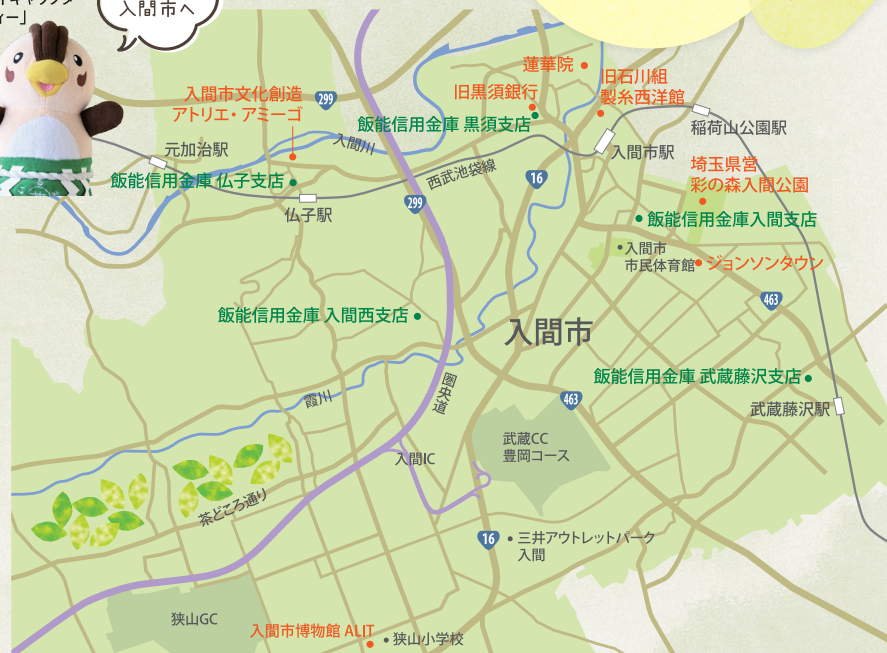 入間市へ
ィー」
蓮華院
旧石川組
製糸西洋館
入間市文化創造
アトリエ・アミーゴ
299
旧黒須銀行
飯能信用金庫 黒須支店
稲荷山公園駅
入間川
元加治駅
入間市駅
埼玉県営
彩の森入間公園
西武池袋線
16
飯能信用金庫 仏子支店
299
仏子駅
飯能信用金庫入間支店
入間市
市民体育館
ジョンソンタウン
463
飯能信用金庫 入間西支店
入間市
飯能信用金庫 武蔵藤沢支店
圏央道
霞川
463
武蔵藤沢駅
武蔵CC
豊岡コース
入間IC
茶どころ通り
16
三井アウトレットパーク
入間
狭山GC
入間市博物館 ALIT
狭山小学校